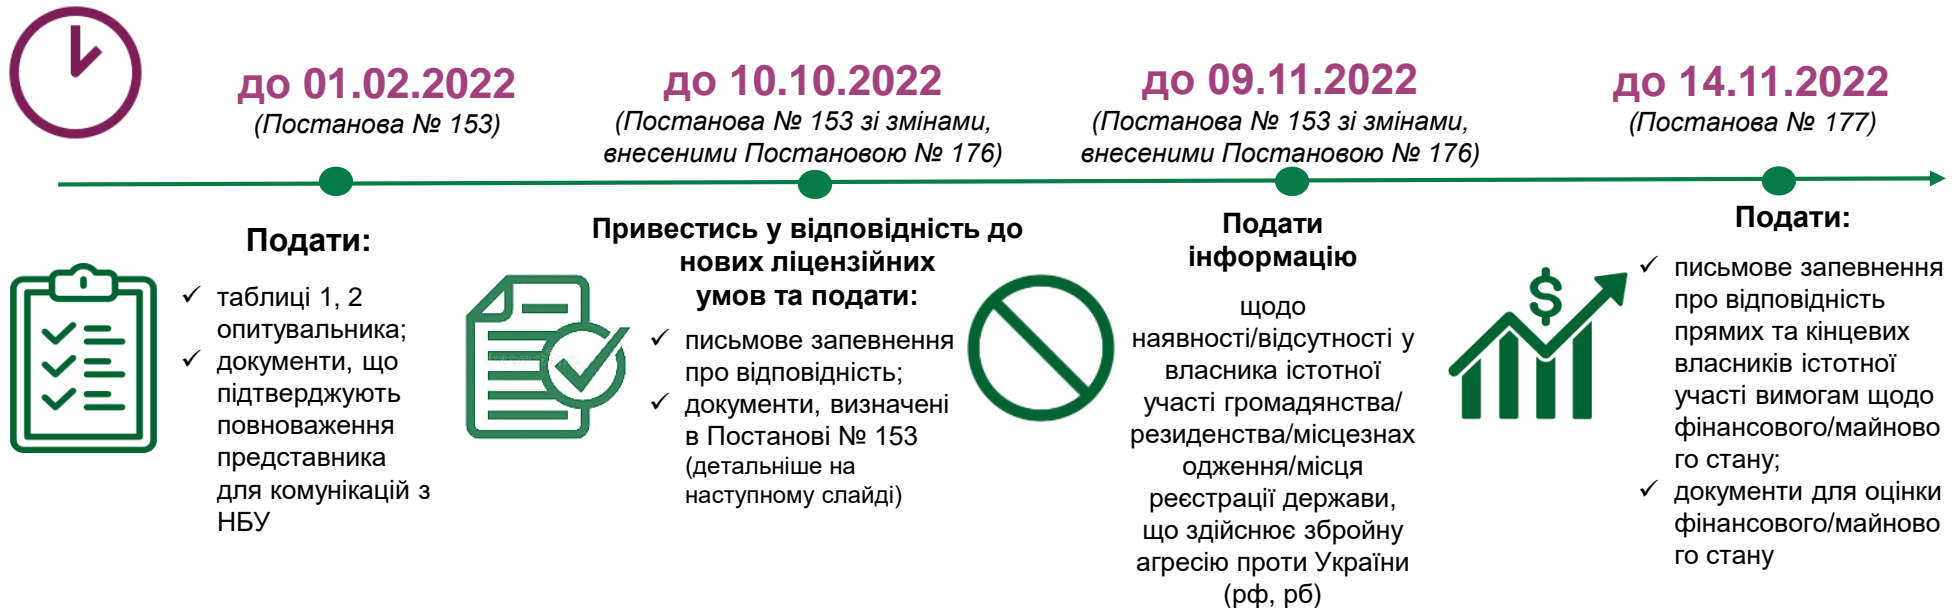 до 01.02.2022
(Постанова № 153)
до 10.10.2022
(Постанова № 153 зі змінами,
внесеними Постановою № 176)
до 09.11.2022
(Постанова № 153 зі змінами,
внесеними Постановою № 176)
до 14.11.2022
(Постанова № 177)
Подати:
✓ таблиці 1, 2
опитувальника;
✓ документи, що
підтверджують
повноваження
представника
для комунікацій з
НБУ
Привестись у відповідність до
нових ліцензійних
умов та подати:
✓ письмове запевнення
про відповідність;
✓ документи, визначені
в Постанові № 153
(детальніше на
наступному слайді)
Подати
інформацію
щодо
наявності/відсутності у
власника істотної
участі громадянства/
резиденства/місцезнах
одження/місця
реєстрації держави,
що здійснює збройну
агресію проти України
(рф, рб)
Подати:
✓ письмове запевнення
про відповідність
прямих та кінцевих
власників істотної
участі вимогам щодо
фінансового/майново
го стану;
✓ документи для оцінки
фінансового/майново
го стану
$